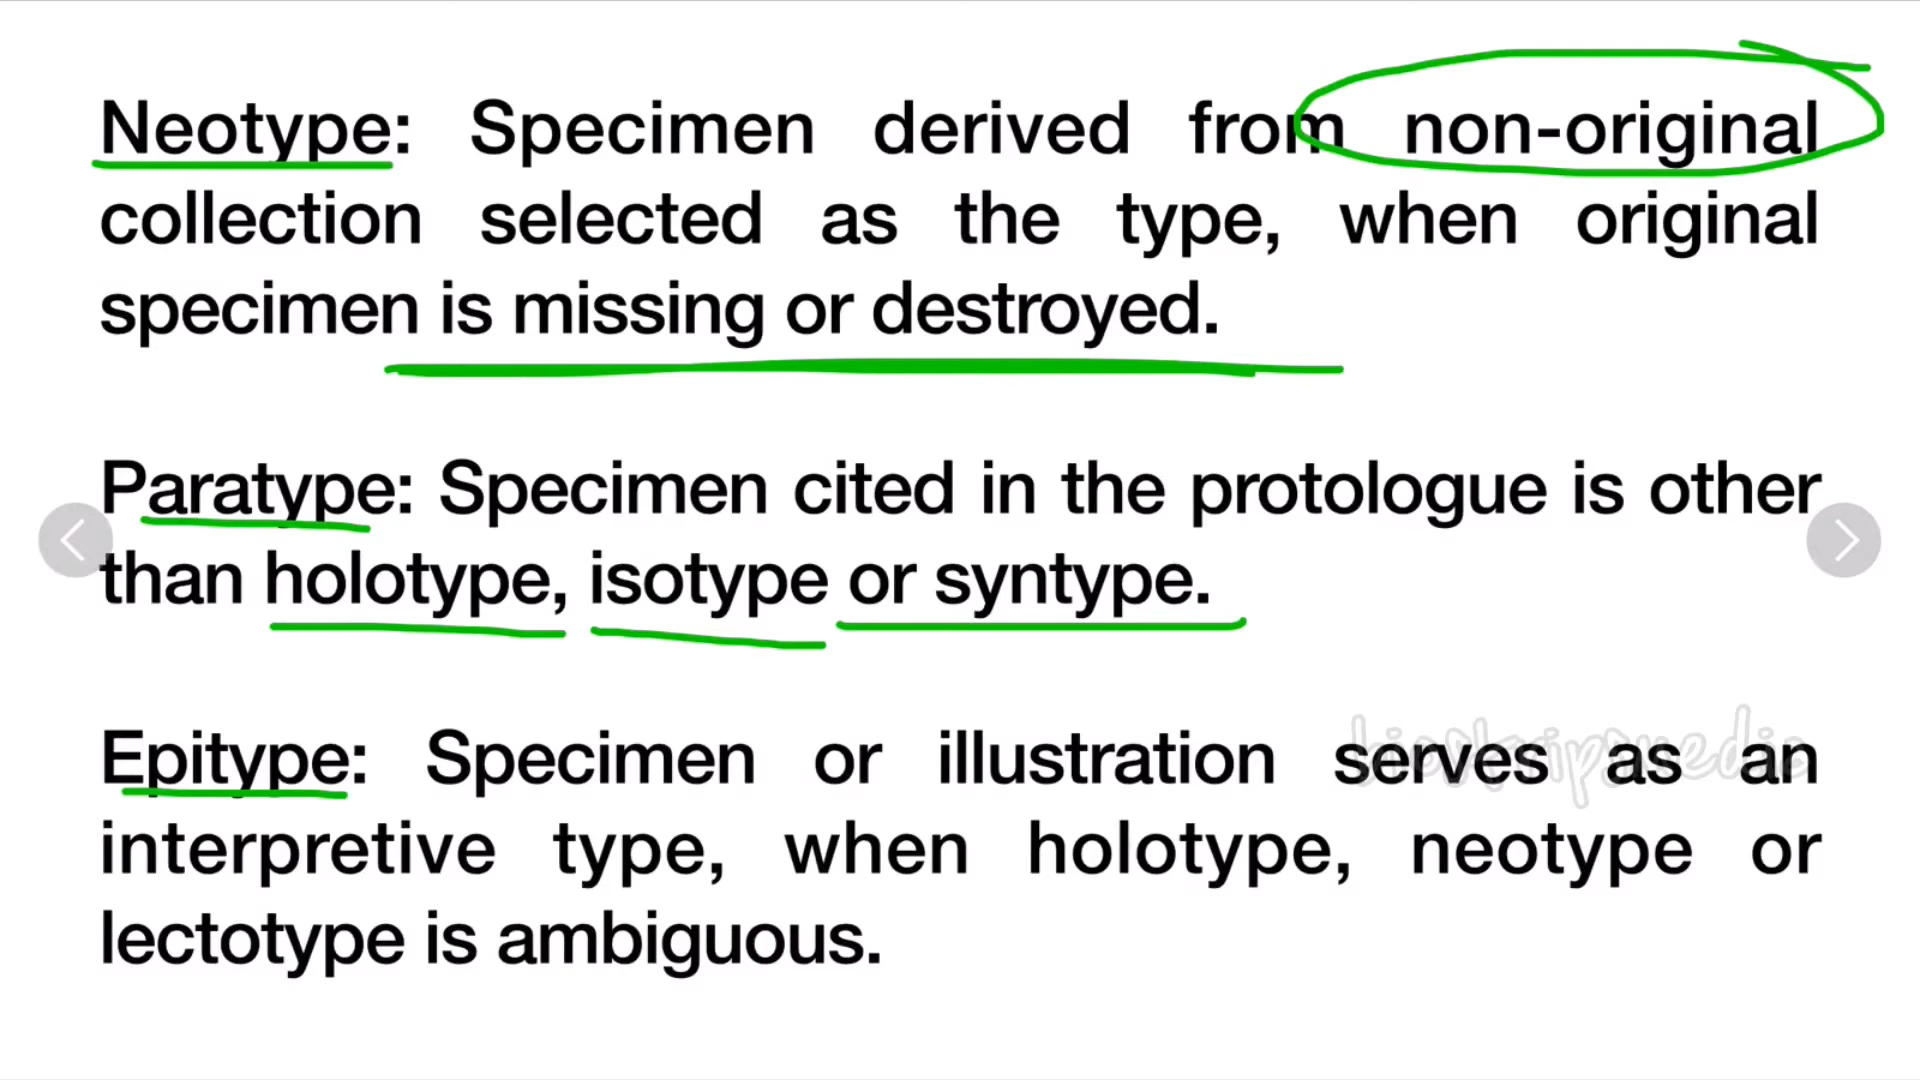 Neotype: Specimen derived from non-original
collection selected as the type, when original
specimen is missing or destroyed.
Paratype: Specimen cited in the protologue is other
than holotype, isotype or syntype.
Epitype: Specimen or illustration serves as an
interpretive type, when holotype, neotype or
lectotype is ambiguous.